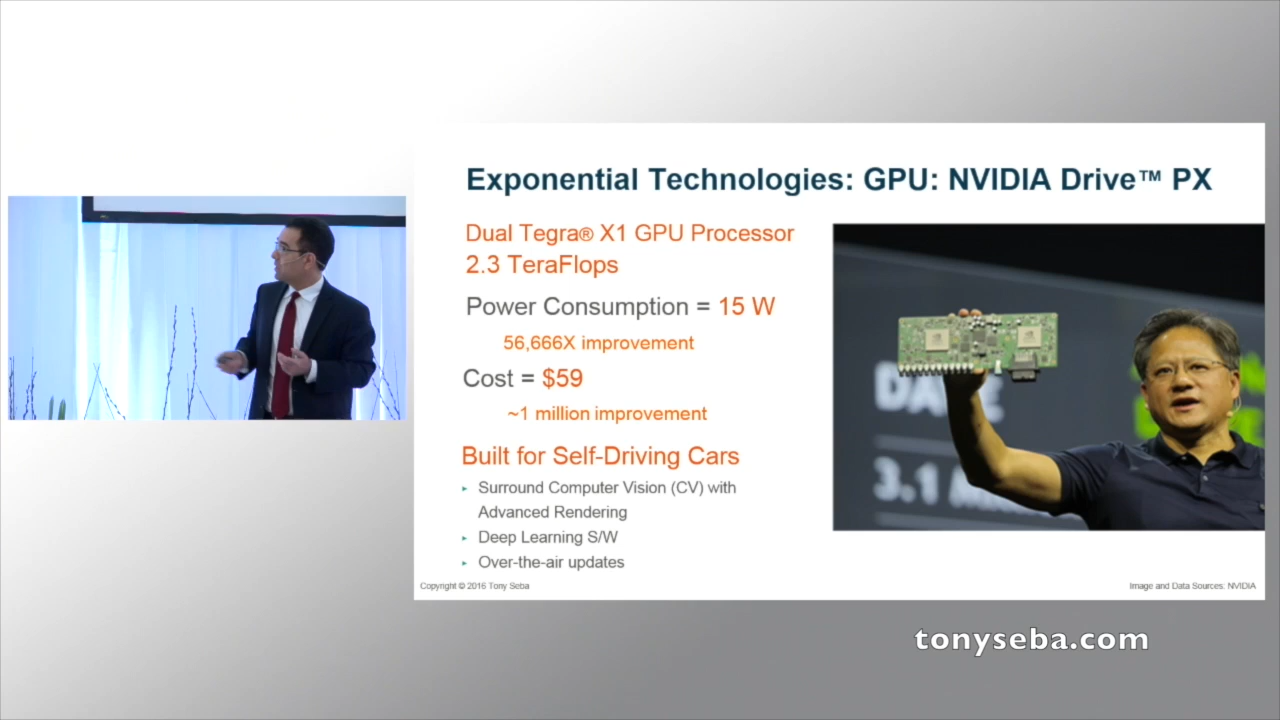 Exponential Technologies: GPU: NVIDIA Drive™ PX
Dual Tegra® X1 GPU Processor
2.3 TeraFlops
Power Consumption = 15 W
56,666X improvement
Cost = $59
~1 million improvement
Built for Self-Driving Cars
▸ Surround Computer Vision (CV) with
Advanced Rendering
▸ Deep Learning S/W
▸ Over-the-air updates
3.1
Copyright © 2016 Tony Seba
Image and Data Sources: NVIDIA
tonyseba.com